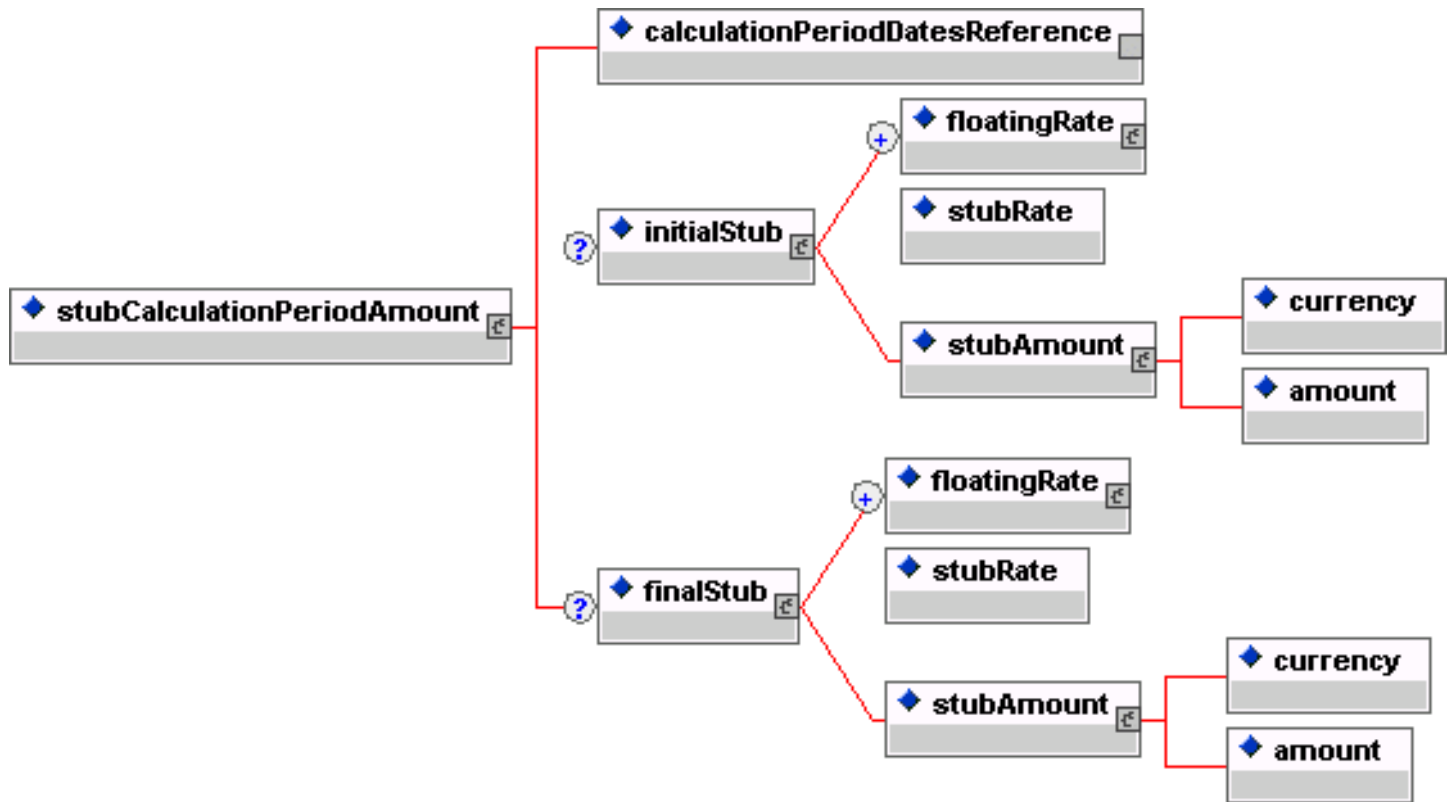 calculationPeriodDatesReference
+
floatingRate
stubRate
?
initialStub
stubCalculationPeriodAmount
stubAmount
currency
amount
+
floatingRate
stubRate
?
finalStub
stubAmount
currency
amount